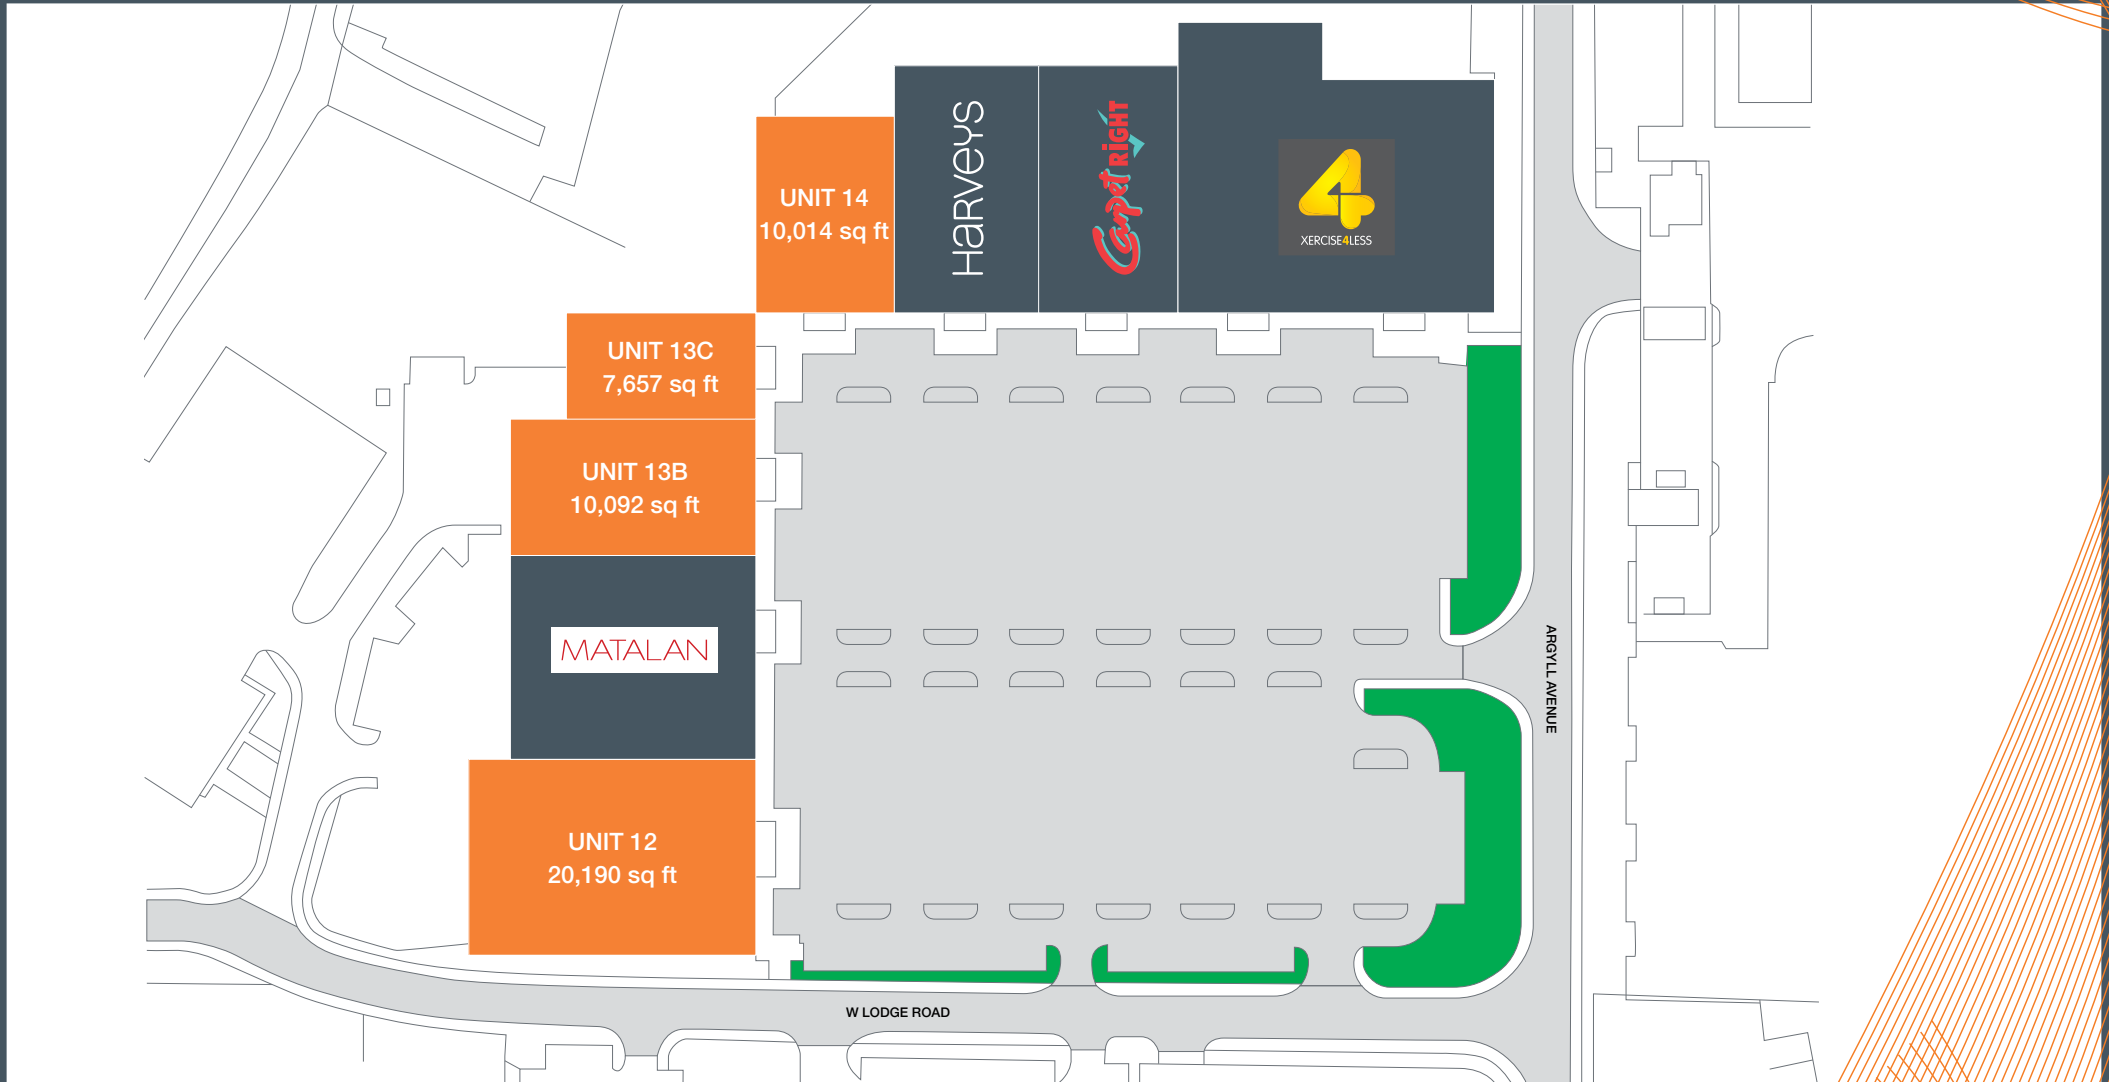 UNIT 14
10,014 sq ft
HARVEYS
Carpet RIGHT
4
XERCISE4LESS
UNIT 13C
7,657 sq ft
UNIT 13B
10,092 sq ft
MATALAN
UNIT 12
20,190 sq ft
ARGYLL AVENUE
W LODGE ROAD